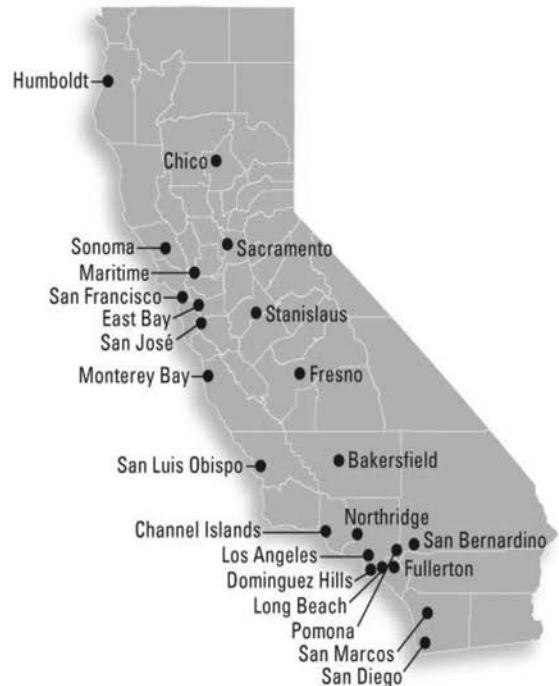 Humboldt
Chico
Sonoma
Sacramento
Maritime
San Francisco
East Bay
Stanislaus
San José
Monterey Bay
Fresno
San Luis Obispo
Bakersfield
Channel Islands
Northridge
San Bernardino
Los Angeles
Dominguez Hills
Fullerton
Long Beach
Pomona
San Marcos
San Diego